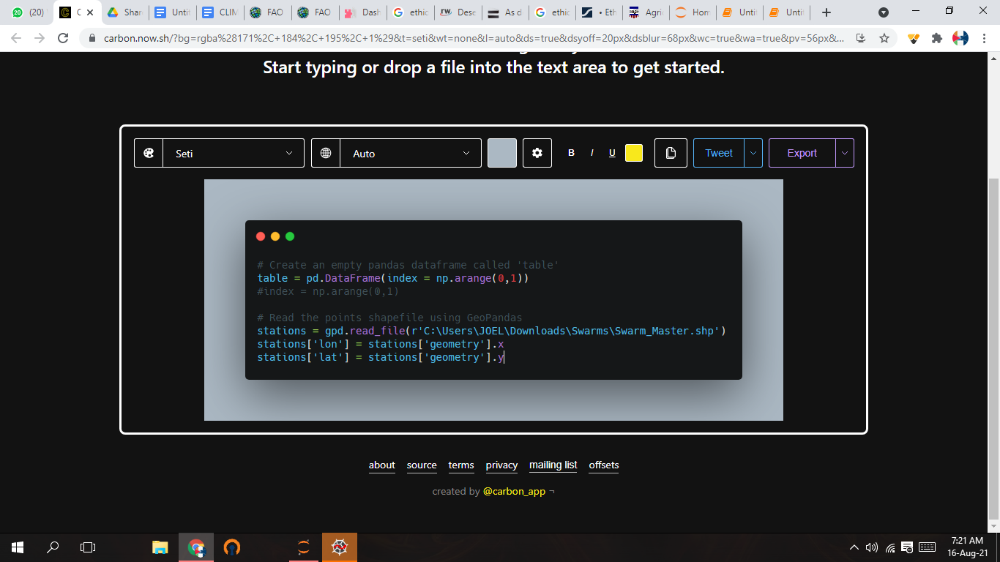 (20)
C
Shar
Untit
CLIM
FAO
FAO
Dash
ethic
Dese
As d
ethic
• Eth
Agri
Hom
Untit
Untit
carbon.now.sh/?bg=rgba%28171%2C+184%2C+195%2C+1%29&t=seti&wt=none&l=auto&ds=true&dsyoff=20px&dsblur=68px&wc=true&wa=true&pv=56px&...
Start typing or drop a file into the text area to get started.
Seti
Auto
B
I
U
Tweet
Export
# Create an empty pandas dataframe called 'table'
table = pd.DataFrame(index = np.arange(0,1))
#index = np.arange(0,1)
# Read the points shapefile using GeoPandas
stations = gpd.read_file(r'C:\Users\JOEL\Downloads\Swarms\Swarm_Master.shp')
stations['lon'] = stations['geometry'].x
stations['lat'] = stations['geometry'].y
about source terms privacy mailing list offsets
created by @carbon_app ¬
7:21 AM
16-Aug-21